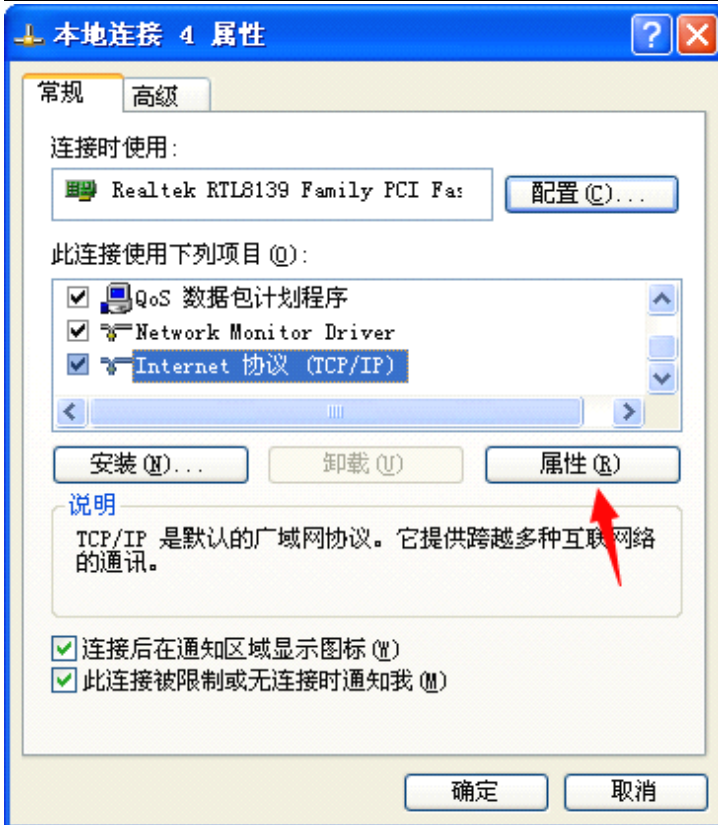 本地连接 4 属性
常规
高级
连接时使用:
Realtek RTL8139 Family PCI Fas
配置(C)...
此连接使用下列项目(O):
QoS 数据包计划程序
Network Monitor Driver
Internet 协议 (TCP/IP)
安装(N)...
卸载(U)
属性(R)
说明
TCP/IP 是默认的广域网协议。它提供跨越多种互联网络
的通讯。
连接后在通知区域显示图标(W)
此连接被限制或无连接时通知我(M)
确定
取消